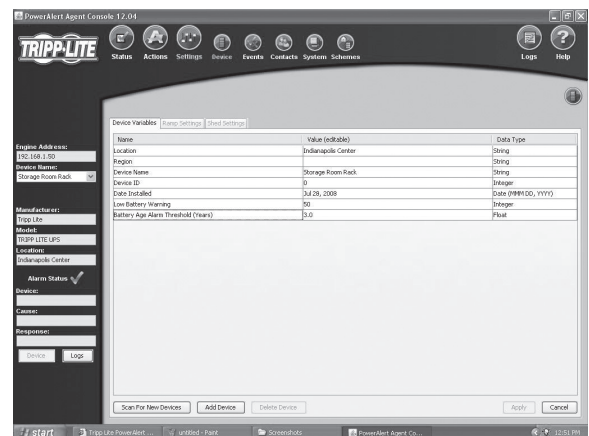 PowerAlert Agent Console 12.04
TRIPP·LITE
Status Actions Settings Device Events Contacts System Schemes Logs Help
Device Variables Ramp Settings Shed Settings
Name Value (editable) Data Type
Location Indianapolis Center String
Region String
Device Name Storage Room Rack String
Device ID 0 Integer
Date Installed Jul 28, 2008 Date (MMM DD, YYYY)
Low Battery Warning 50 Integer
Battery Age Alarm Threshold (Years) 3.0 Float
Engine Address:
192.168.1.50
Device Name:
Storage Room Rack
Manufacturer:
Tripp Lite
Model:
TRIPP LITE UPS
Location:
Indianapolis Center
Alarm Status
Device:
Cause:
Response:
Device Logs
Scan For New Devices Add Device Delete Device Apply Cancel
start Tripp Lite PowerAlert ... untitled - Paint Screenshots PowerAlert Agent Co... 12:51 PM